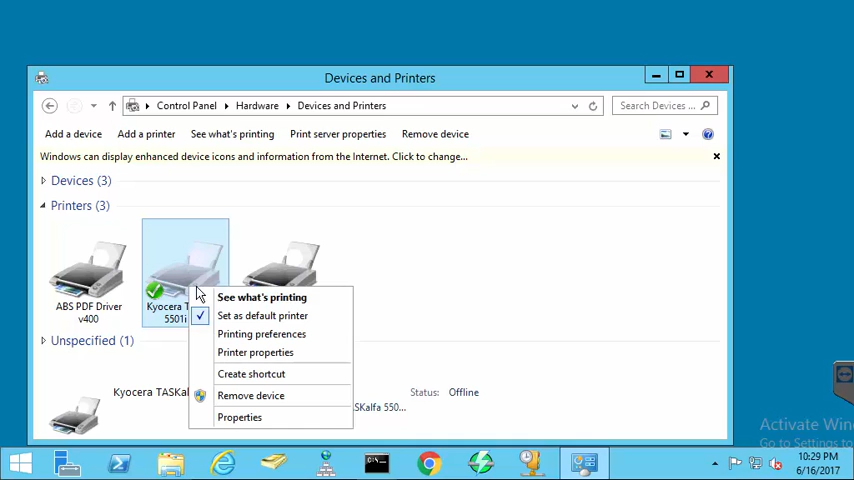 Devices and Printers
Control Panel Hardware Devices and Printers
Search Devices ...
Add a device Add a printer See what's printing Print server properties Remove device
Windows can display enhanced device icons and information from the Internet. Click to change...
Devices (3)
Printers (3)
ABS PDF Driver
v400
Kyocera T
5501i
See what's printing
Set as default printer
Printing preferences
Printer properties
Create shortcut
Remove device
Properties
Unspecified (1)
Kyocera TASKal
Status: Offline
SKalfa 550...
Activate Win
Go to Settings to
10:29 PM
6/16/2017